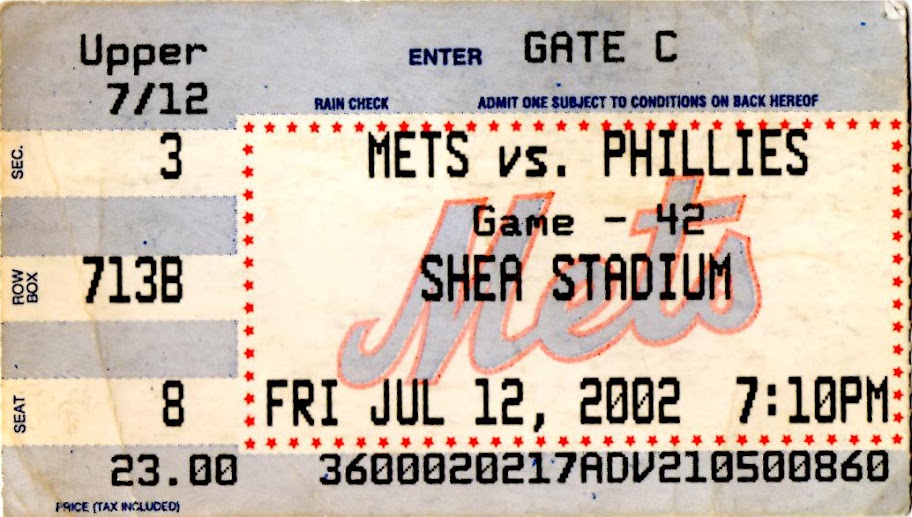 Upper
ENTER GATE C
7/12
RAIN CHECK ADMIT ONE SUBJECT TO CONDITIONS ON BACK HEREOF
SEC. 3
METS vs. PHILLIES
Mets
Game - 42
ROW BOX 713B
SHEA STADIUM
SEAT 8
FRI JUL 12, 2002 7:10PM
23.00 3600020217ADV210500860
PRICE (TAX INCLUDED)